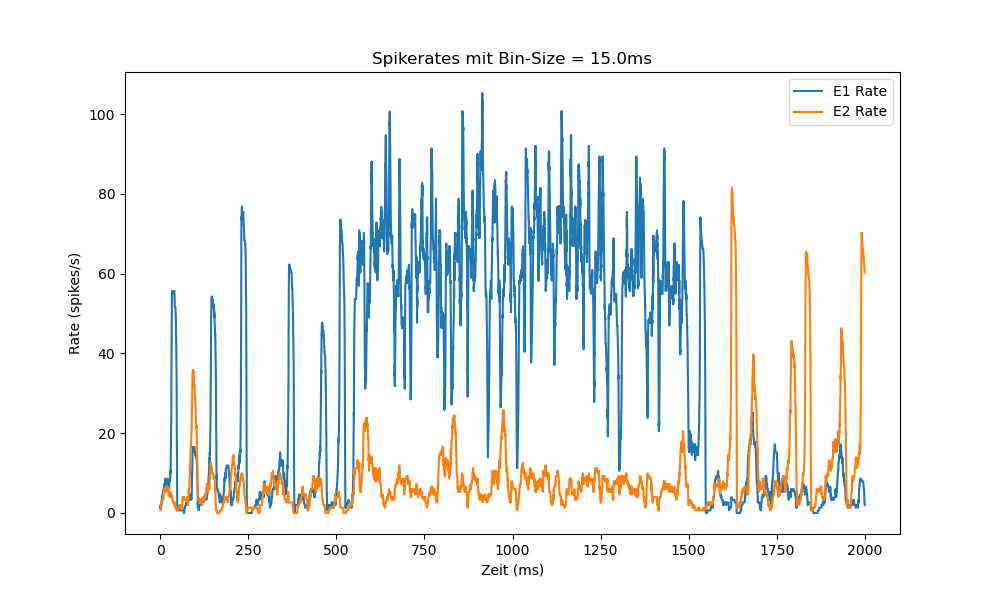 Spikerates mit Bin-Size = 15.0ms
E1 Rate
E2 Rate
Rate (spikes/s)
100
80
60
40
20
0
0 250 500 750 1000 1250 1500 1750 2000
Zeit (ms)